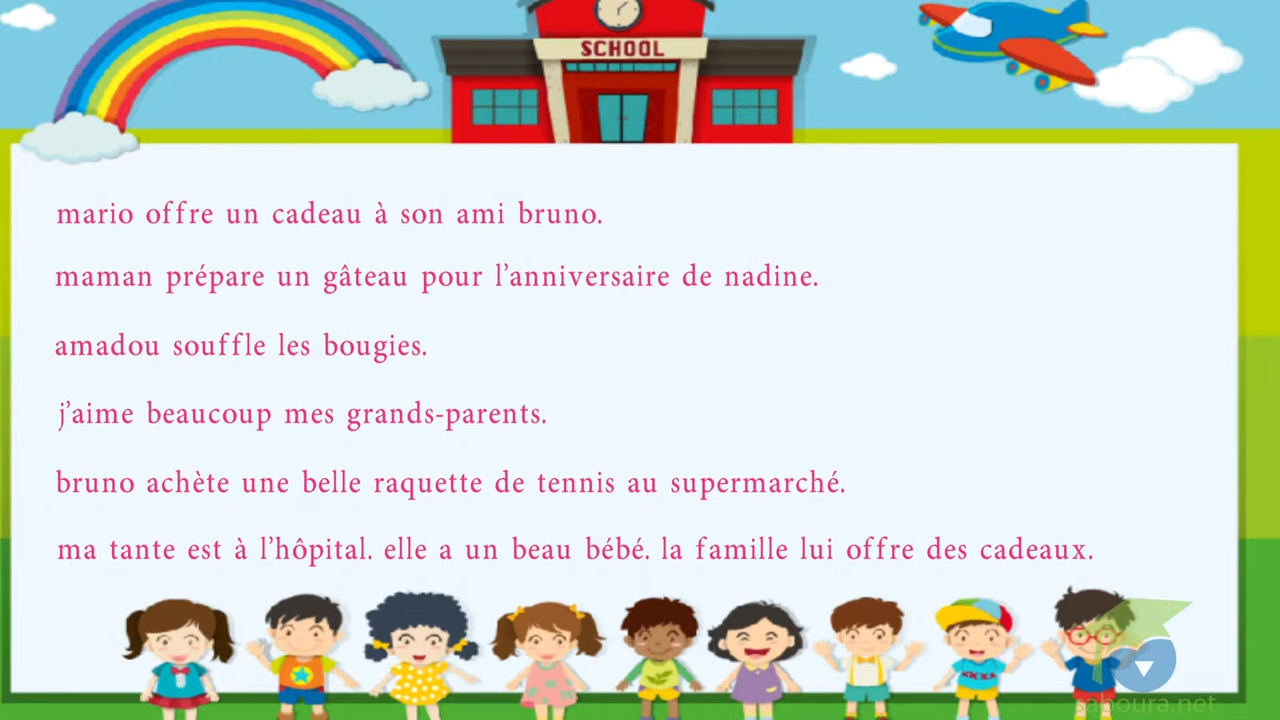 SCHOOL
mario offre un cadeau à son ami bruno.
maman prépare un gâteau pour l’anniversaire de nadine.
amadou souffle les bougies.
j’aime beaucoup mes grands-parents.
bruno achète une belle raquette de tennis au supermarché.
ma tante est à l’hôpital. elle a un beau bébé. la famille lui offre des cadeaux.
saboura.net